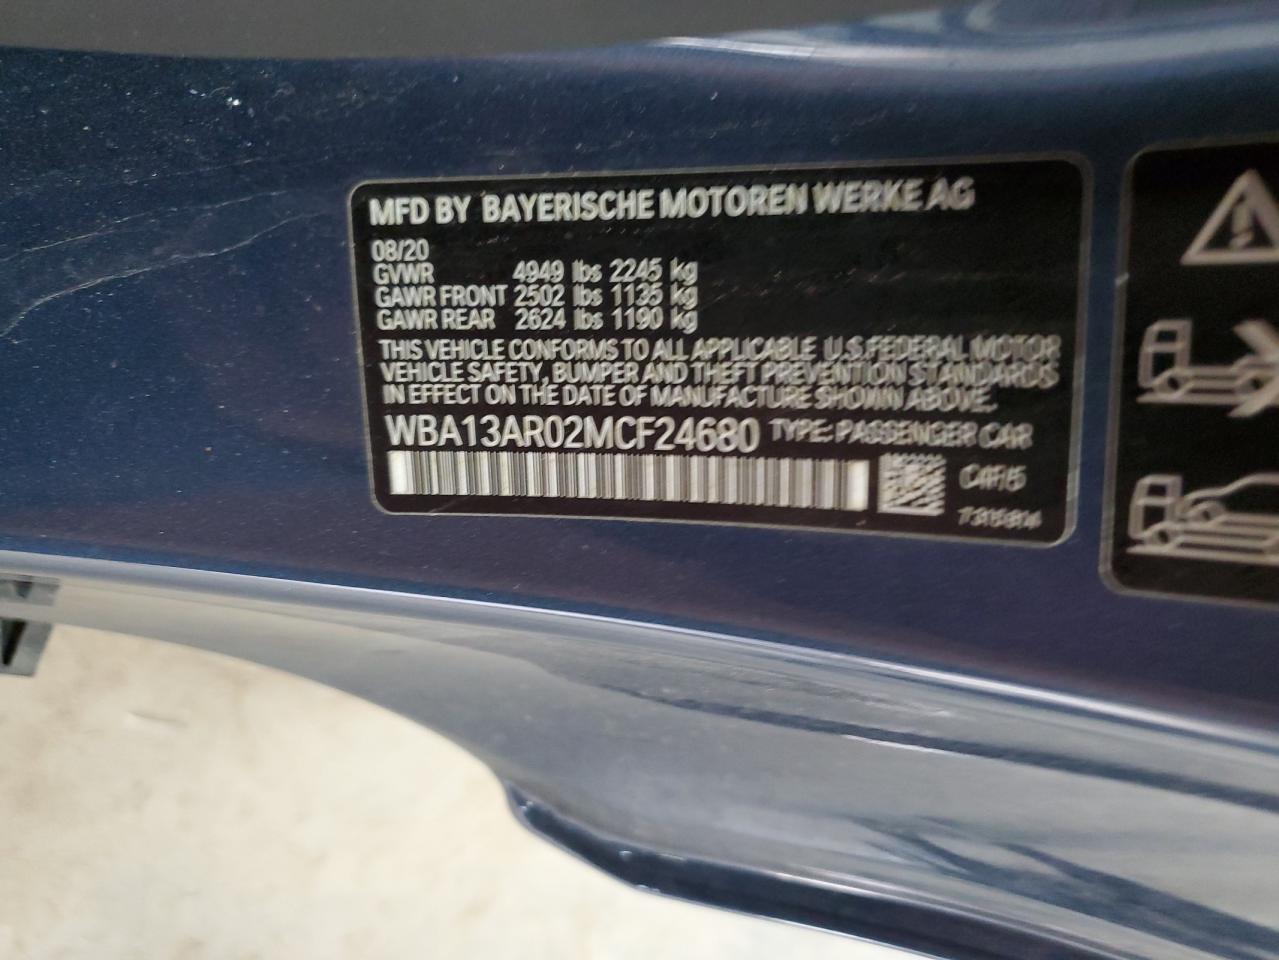 MFD BY BAYERISCHE MOTOREN WERKE AG
08/20
GVWR 4949 lbs 2245 kg
GAWR FRONT 2502 lbs 1135 kg
GAWR REAR 2624 lbs 1190 kg
THIS VEHICLE CONFORMS TO ALL APPLICABLE U.S. FEDERAL MOTOR
VEHICLE SAFETY, BUMPER AND THEFT PREVENTION STANDARDS
IN EFFECT ON THE DATE OF MANUFACTURE SHOWN ABOVE.
WBA13AR02MCF24680 TYPE: PASSENGER CAR